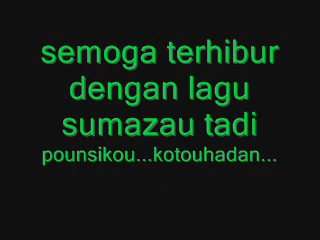 semoga terhibur
dengan lagu
sumazau tadi
pounsikou...kotouhadan...